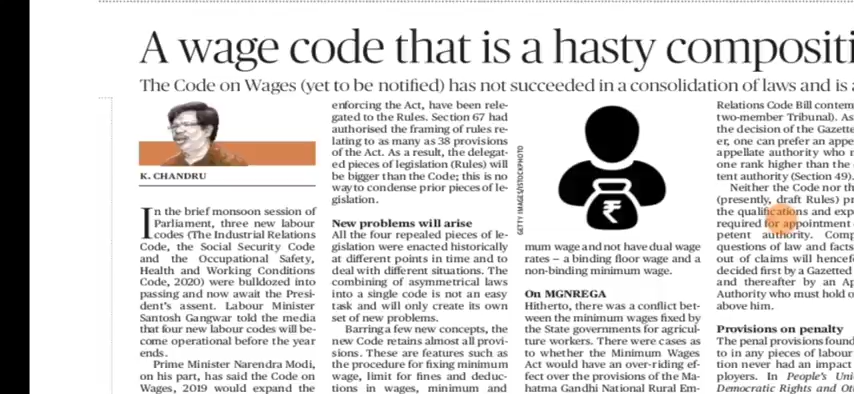 A wage code that is a hasty compositi
The Code on Wages (yet to be notified) has not succeeded in a consolidation of laws and is a
K. CHANDRU
In the brief monsoon session of
Parliament, three new labour
codes (The Industrial Relations
Code, the Social Security Code
and the Occupational Safety,
Health and Working Conditions
Code, 2020) were bulldozed into
passing and now await the Presi-
dent's assent. Labour Minister
Santosh Gangwar told the media
that four new labour codes will be-
come operational before the year
ends.
Prime Minister Narendra Modi,
on his part, has said the Code on
Wages, 2019 would expand the
enforcing the Act, have been rele-
gated to the Rules. Section 67 had
authorised the framing of rules re-
lating to as many as 38 provisions
of the Act. As a result, the delegat-
ed pieces of legislation (Rules) will
be bigger than the Code; this is no
way to condense prior pieces of le-
gislation.
New problems will arise
All the four repealed pieces of le-
gislation were enacted historically
at different points in time and to
deal with different situations. The
combining of asymmetrical laws
into a single code is not an easy
task and will only create its own
set of new problems.
Barring a few new concepts, the
new Code retains almost all provi-
sions. These are features such as
the procedure for fixing minimum
wage, limit for fines and deduc-
tions in wages, minimum and
GETTY IMAGES/ISTOCKPHOTO
₹
mum wage and not have dual wage
rates – a binding floor wage and a
non-binding minimum wage.
On MGNREGA
Hitherto, there was a conflict bet-
ween the minimum wages fixed by
the State governments for agricul-
ture workers. There were cases as
to whether the Minimum Wages
Act would have an over-riding ef-
fect over the provisions of the Ma-
hatma Gandhi National Rural Em-
Relations Code Bill contem
two-member Tribunal). As
the decision of the Gazette
er, one can prefer an appe
appellate authority who m
one rank higher than the
tent authority (Section 49).
Neither the Code nor th
(presently, draft Rules) pr
the qualifications and exp
required for appointment
petent authority. Comp
questions of law and facts
out of claims will hencef
decided first by a Gazetted
and thereafter by an Ap
Authority who must hold o
above him.
Provisions on penalty
The penal provisions found
to in any pieces of labour
tion never had an impact
ployers. In People's Uni
Democratic Rights and Ot